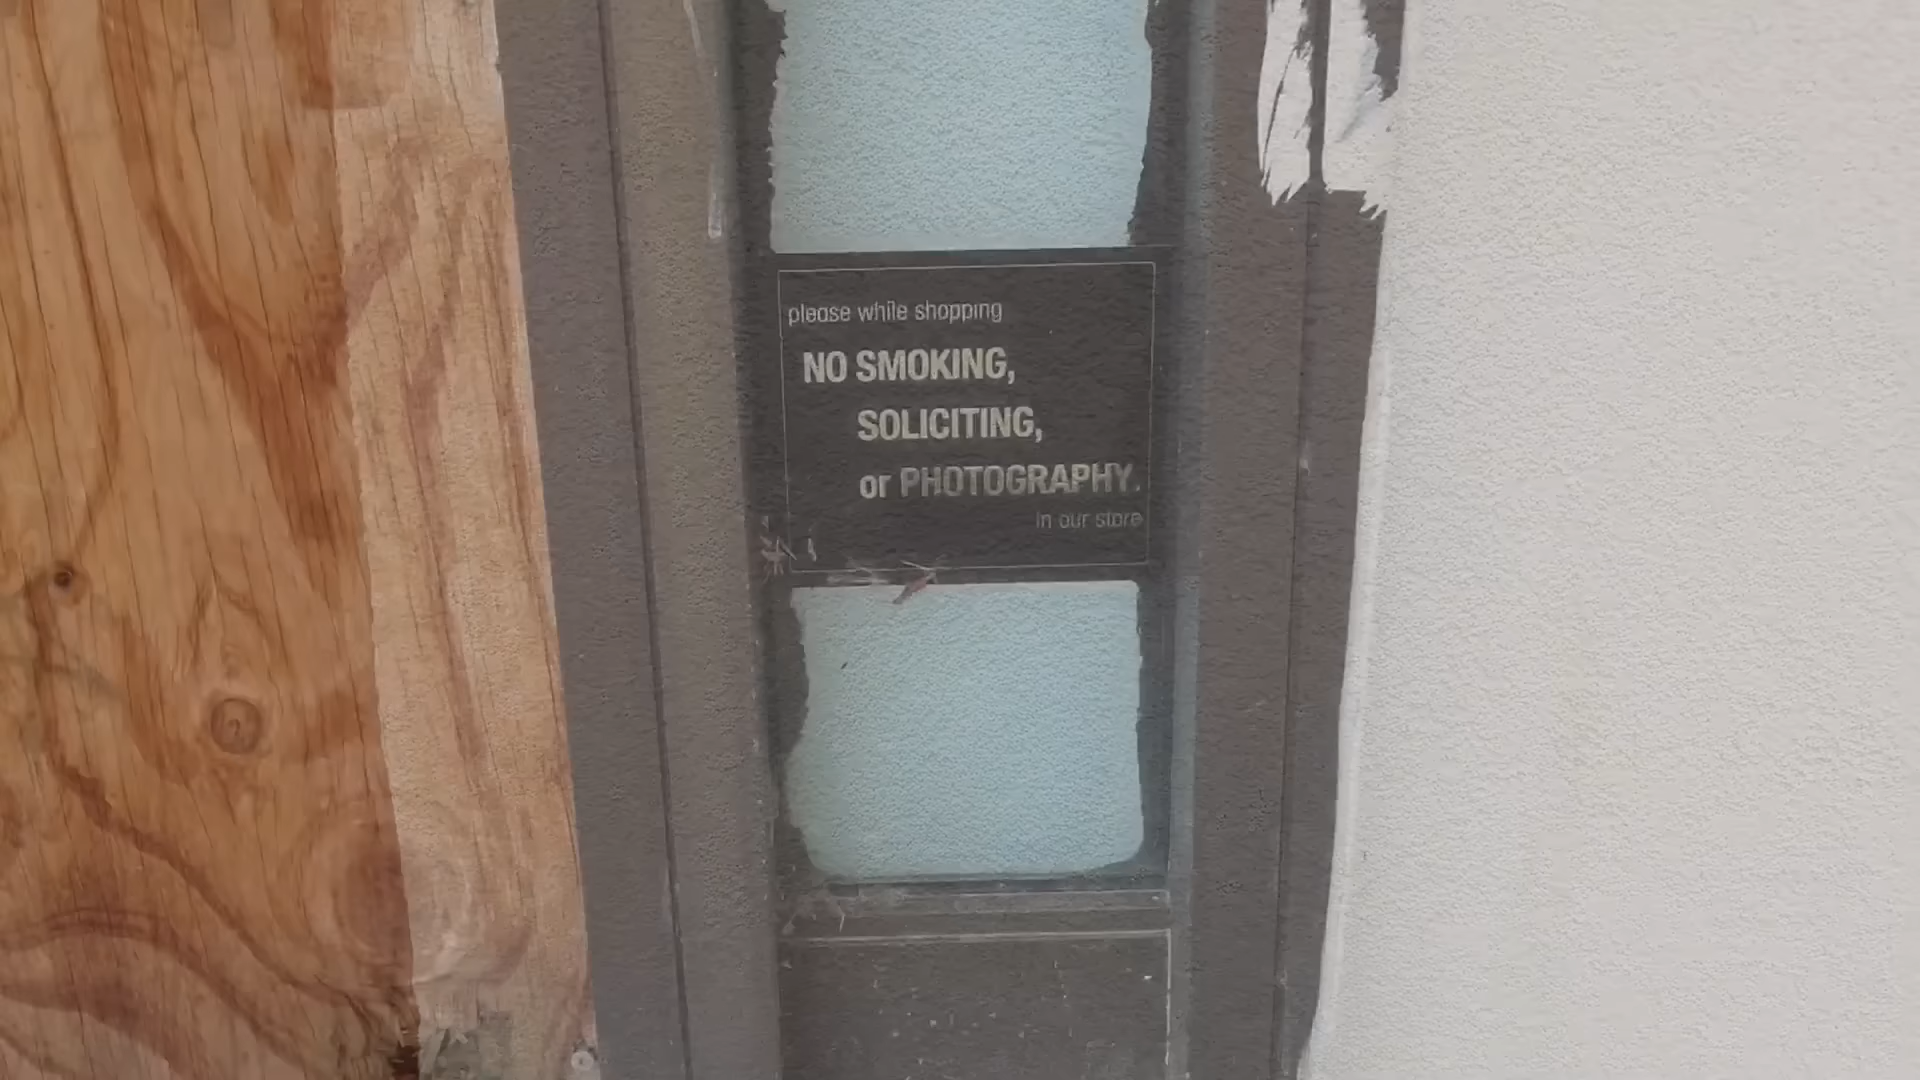 please while shopping
NO SMOKING,
SOLICITING,
or PHOTOGRAPHY.
in our store